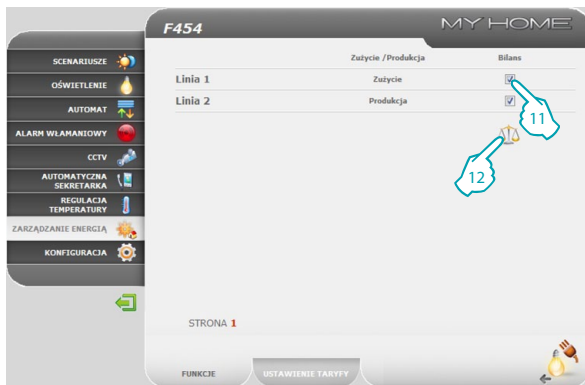 F454
MY HOME
Zużycie /Produkcja Bilans
Linia 1 Zużycie
Linia 2 Produkcja
11
12
SCENARIUSZE
OŚWIETLENIE
AUTOMAT
ALARM WŁAMANIOWY
CCTV
AUTOMATYCZNA
SEKRETARKA
REGULACJA
TEMPERATURY
ZARZĄDZANIE ENERGIĄ
KONFIGURACJA
STRONA 1
FUNKCJE
USTAWIENIE TARYFY